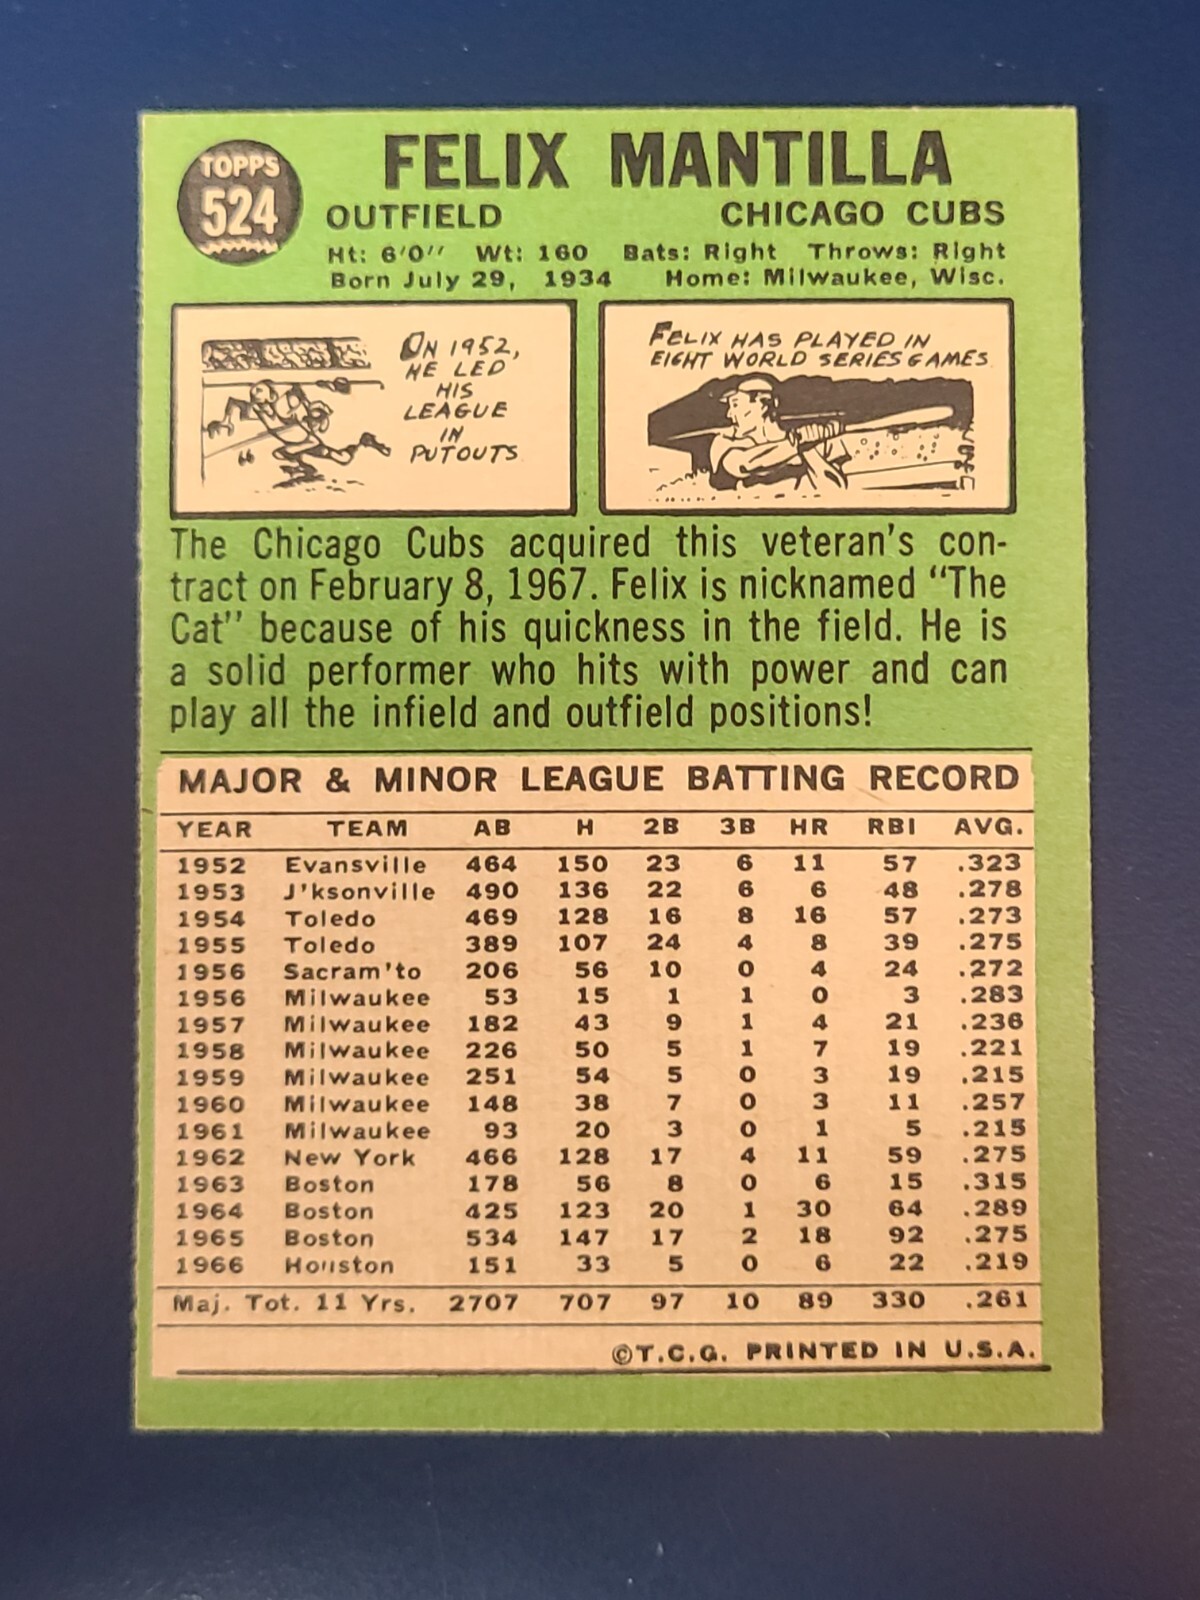 TOPPS
524
FELIX MANTILLA
OUTFIELD CHICAGO CUBS
Ht: 6'0" Wt: 160 Bats: Right Throws: Right
Born July 29, 1934 Home: Milwaukee, Wisc.
ON 1952,
HE LED
HIS
LEAGUE
IN
PUTOUTS
FELIX HAS PLAYED IN
EIGHT WORLD SERIES GAMES
The Chicago Cubs acquired this veteran's con-
tract on February 8, 1967. Felix is nicknamed "The
Cat" because of his quickness in the field. He is
a solid performer who hits with power and can
play all the infield and outfield positions!
MAJOR & MINOR LEAGUE BATTING RECORD
YEAR TEAM AB H 2B 3B HR RBI AVG.
1952 Evansville 464 150 23 6 11 57 .323
1953 J'ksonville 490 136 22 6 6 48 .278
1954 Toledo 469 128 16 8 16 57 .273
1955 Toledo 389 107 24 4 8 39 .275
1956 Sacram'to 206 56 10 0 4 24 .272
1956 Milwaukee 53 15 1 1 0 3 .283
1957 Milwaukee 182 43 9 1 4 21 .236
1958 Milwaukee 226 50 5 1 7 19 .221
1959 Milwaukee 251 54 5 0 3 19 .215
1960 Milwaukee 148 38 7 0 3 11 .257
1961 Milwaukee 93 20 3 0 1 5 .215
1962 New York 466 128 17 4 11 59 .275
1963 Boston 178 56 8 0 6 15 .315
1964 Boston 425 123 20 1 30 64 .289
1965 Boston 534 147 17 2 18 92 .275
1966 Houston 151 33 5 0 6 22 .219
Maj. Tot. 11 Yrs. 2707 707 97 10 89 330 .261
©T.C.G. PRINTED IN U.S.A.